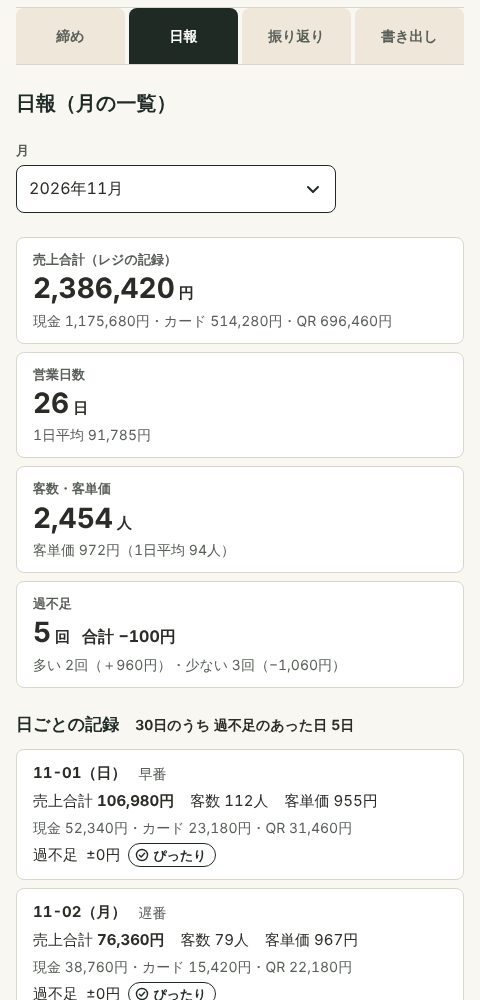 締め 日報 振り返り 書き出し
日報（月の一覧）
月
2026年11月
売上合計（レジの記録）
2,386,420 円
現金 1,175,680円・カード 514,280円・QR 696,460円
営業日数
26 日
1日平均 91,785円
客数・客単価
2,454 人
客単価 972円（1日平均 94人）
過不足
5 回 合計 −100円
多い 2回（＋960円）・少ない 3回（−1,060円）
日ごとの記録 30日のうち 過不足のあった日 5日
11-01（日） 早番
売上合計 106,980円 客数 112人 客単価 955円
現金 52,340円・カード 23,180円・QR 31,460円
過不足 ±0円 ぴったり
11-02（月） 遅番
売上合計 76,360円 客数 79人 客単価 967円
現金 38,760円・カード 15,420円・QR 22,180円
過不足 ±0円 ぴったり